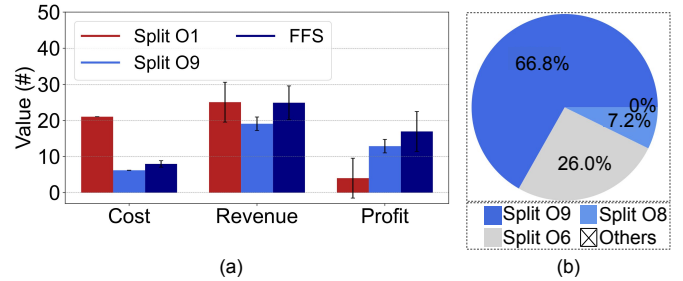 50
40
30
20
10
0
Value (#)
Split O1
FFS
Split O9
Cost Revenue Profit
(a)
66.8%
0%
7.2%
26.0%
Split O9 Split O8
Split O6 Others
(b)